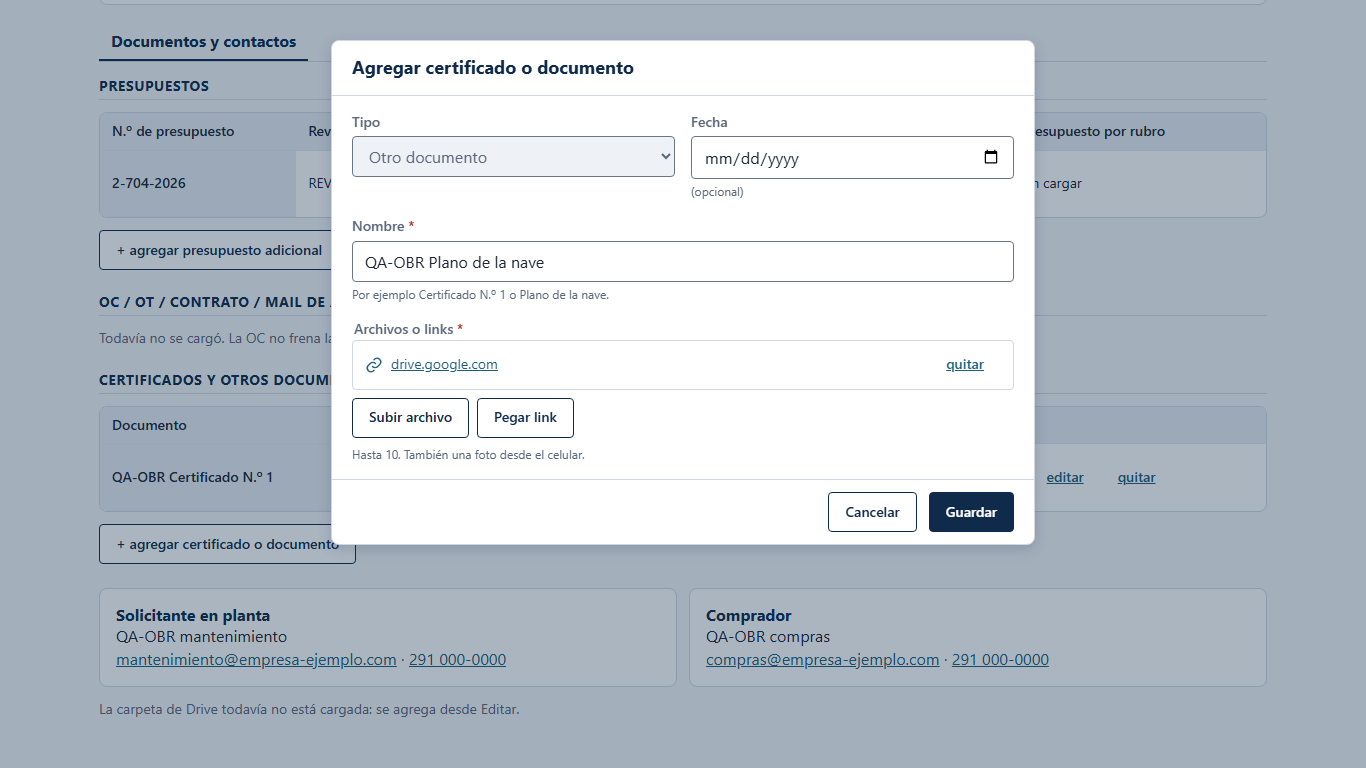 Documentos y contactos
PRESUPUESTOS
N.º de presupuesto
2-704-2026
+ agregar presupuesto adicional
OC / OT / CONTRATO / MAIL DE
Todavía no se cargó. La OC no frena
CERTIFICADOS Y OTROS
Documento
QA-OBR Certificado N.º 1
editar quitar
+ agregar certificado o documento
Agregar certificado o documento
Tipo
Otro documento
Fecha
mm/dd/yyyy
(opcional)
Nombre *
QA-OBR Plano de la nave
Por ejemplo Certificado N.º 1 o Plano de la nave.
Archivos o links *
drive.google.com quitar
Subir archivo Pegar link
Hasta 10. También una foto desde el celular.
Cancelar Guardar
por rubro
cargar
Solicitante en planta
QA-OBR mantenimiento
mantenimiento@empresa-ejemplo.com · 291 000-0000
Comprador
QA-OBR compras
compras@empresa-ejemplo.com · 291 000-0000
La carpeta de Drive todavía no está cargada: se agrega desde Editar.